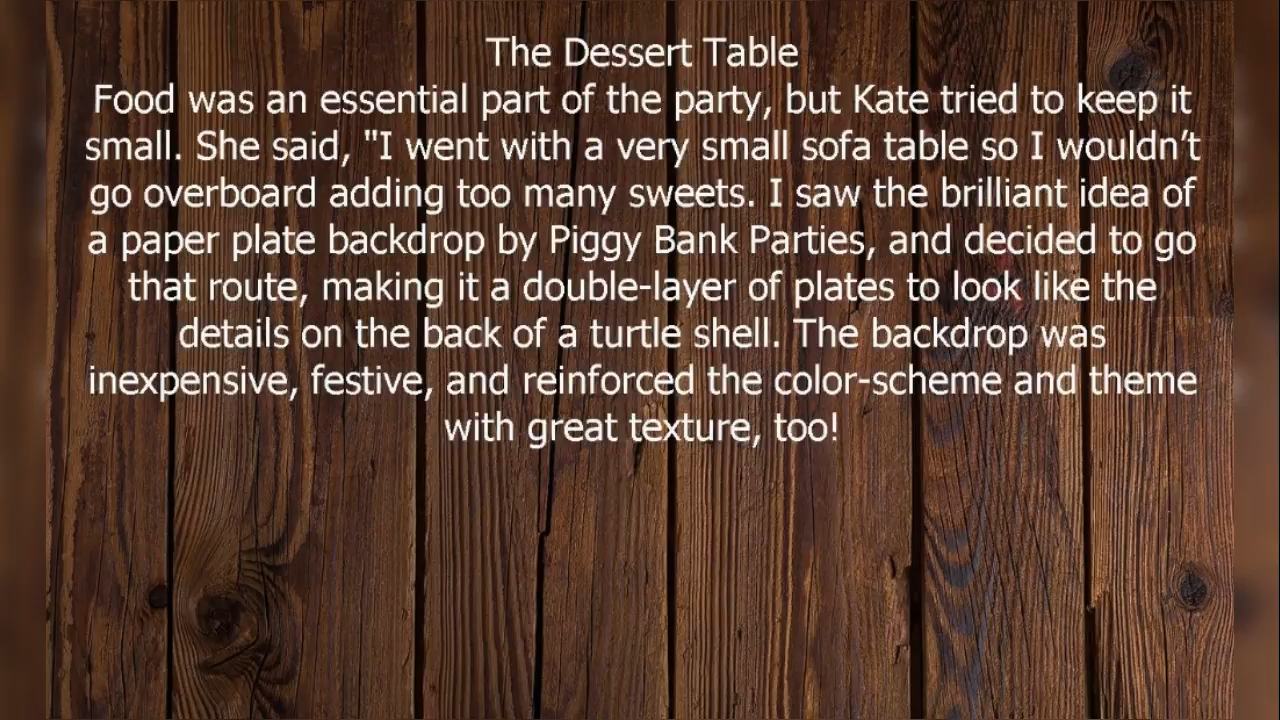 The Dessert Table
Food was an essential part of the party, but Kate tried to keep it
small. She said, "I went with a very small sofa table so I wouldn’t
go overboard adding too many sweets. I saw the brilliant idea of
a paper plate backdrop by Piggy Bank Parties, and decided to go
that route, making it a double-layer of plates to look like the
details on the back of a turtle shell. The backdrop was
inexpensive, festive, and reinforced the color-scheme and theme
with great texture, too!